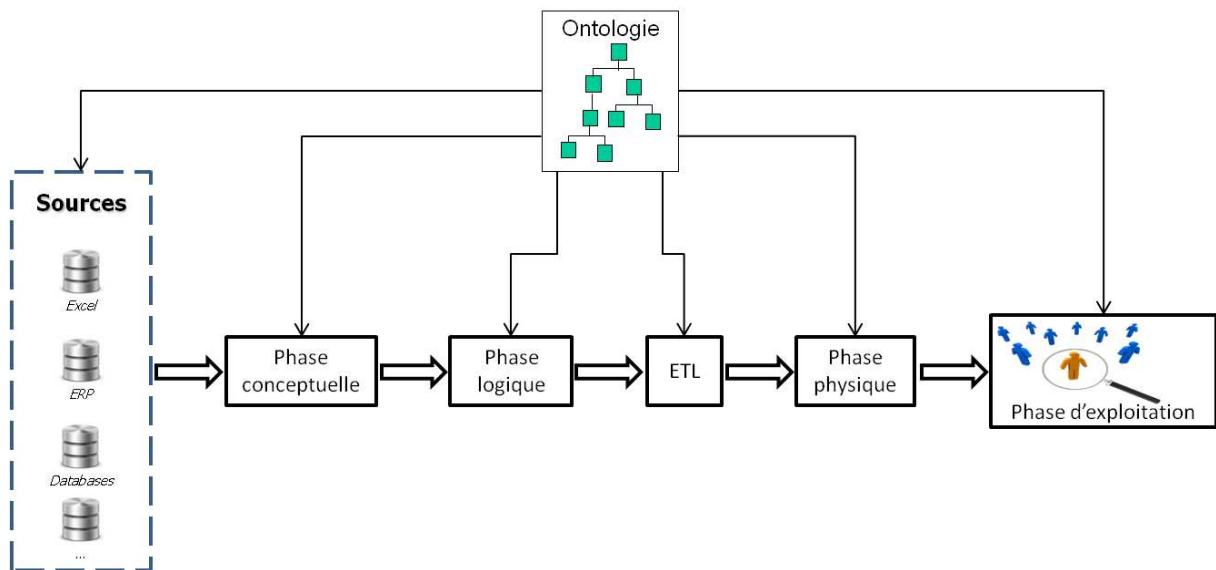 Ontologie
Sources
Excel
ERP
Databases
...
Phase
conceptuelle
Phase
logique
ETL
Phase
physique
Phase d'exploitation